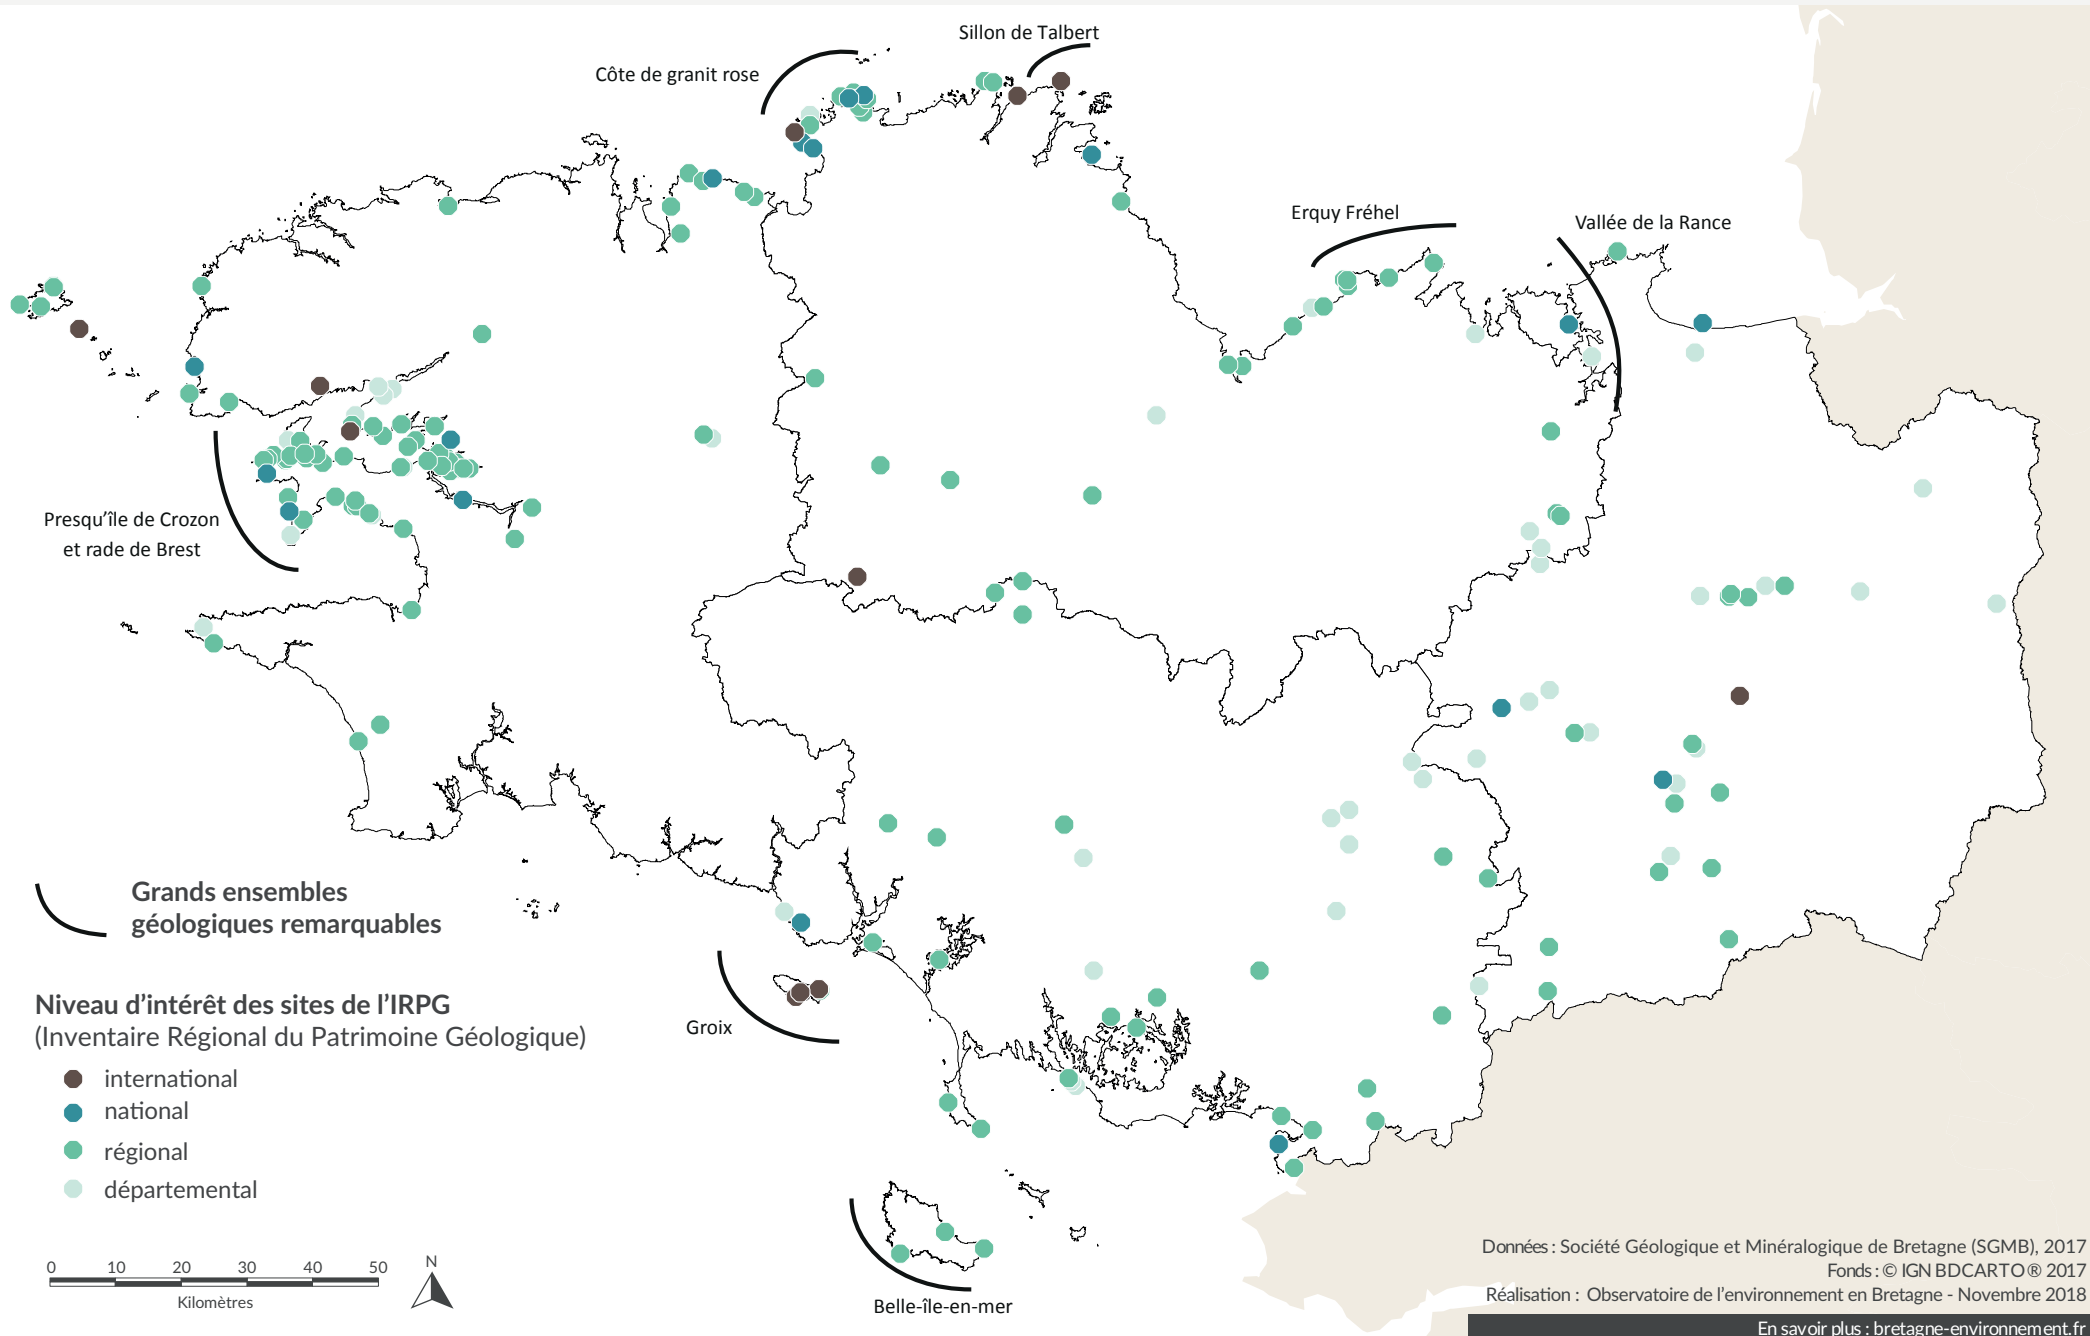 Sillon de Talbert
Côte de granit rose
Erquy Fréhel
Vallée de la Rance
Presqu’île de Crozon
et rade de Brest
Grands ensembles
géologiques remarquables
Groix
Niveau d’intérêt des sites de l’IRPG
(Inventaire Régional du Patrimoine Géologique)
international
national
régional
départemental
0 10 20 30 40 50
Kilomètres
N
Belle-île-en-mer
Données : Société Géologique et Minéralogique de Bretagne (SGMB), 2017
Fonds : © IGN BDCARTO® 2017
Réalisation : Observatoire de l’environnement en Bretagne - Novembre 2018
En savoir plus : bretagne-environnement.fr